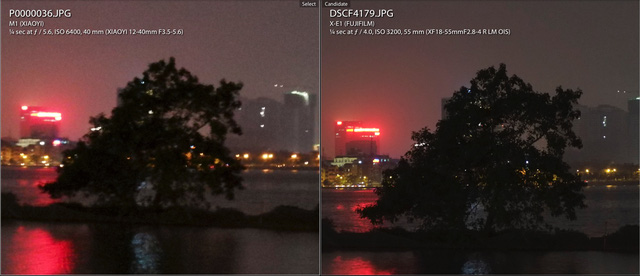 Select
P0000036.JPG
M1 (XIAOYI)
¼ sec at ƒ / 5.6, ISO 6400, 40 mm (XIAOYI 12-40mm F3.5-5.6)
Candidate
DSCF4179.JPG
X-E1 (FUJIFILM)
¼ sec at ƒ / 4.0, ISO 3200, 55 mm (XF18-55mmF2.8-4 R LM OIS)